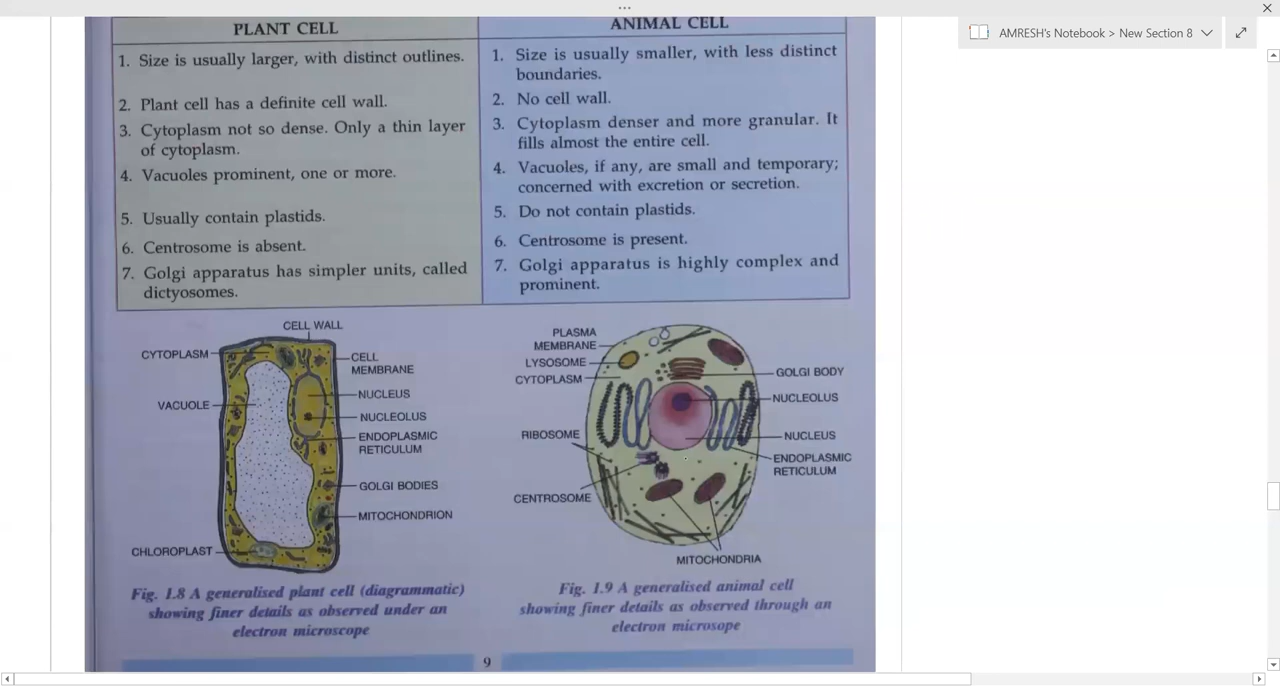 AMRESH's Notebook > New Section 8
PLANT CELL
1. Size is usually larger, with distinct outlines.
2. Plant cell has a definite cell wall.
3. Cytoplasm not so dense. Only a thin layer
of cytoplasm.
4. Vacuoles prominent, one or more.
5. Usually contain plastids.
6. Centrosome is absent.
7. Golgi apparatus has simpler units, called
dictyosomes.
ANIMAL CELL
1. Size is usually smaller, with less distinct
boundaries.
2. No cell wall.
3. Cytoplasm denser and more granular. It
fills almost the entire cell.
4. Vacuoles, if any, are small and temporary;
concerned with excretion or secretion.
5. Do not contain plastids.
6. Centrosome is present.
7. Golgi apparatus is highly complex and
prominent.
CELL WALL
CYTOPLASM
CELL
MEMBRANE
VACUOLE
NUCLEUS
NUCLEOLUS
ENDOPLASMIC
RETICULUM
GOLGI BODIES
MITOCHONDRION
CHLOROPLAST
Fig. 1.8 A generalised plant cell (diagrammatic)
showing finer details as observed under an
electron microscope
PLASMA
MEMBRANE
LYSOSOME
CYTOPLASM
GOLGI BODY
NUCLEOLUS
RIBOSOME
NUCLEUS
ENDOPLASMIC
RETICULUM
CENTROSOME
MITOCHONDRIA
Fig. 1.9 A generalised animal cell
showing finer details as observed through an
electron microsope
9